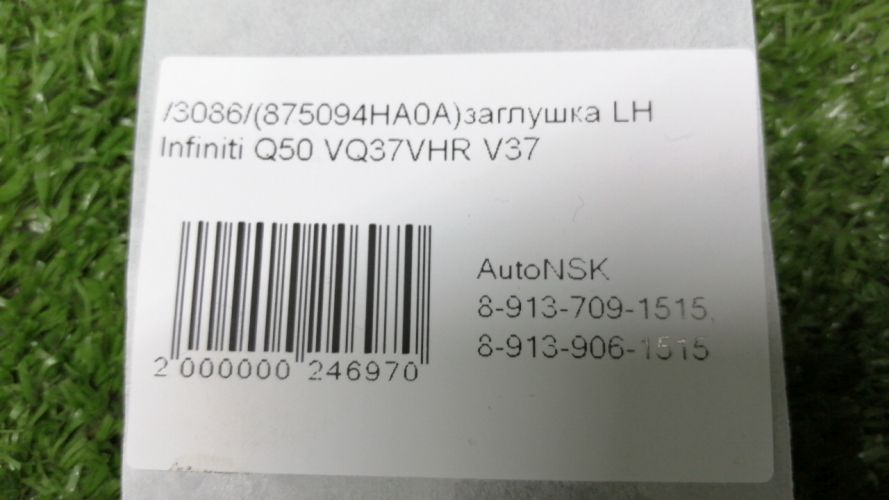 /3086/(875094HA0A)заглушка LH
Infiniti Q50 VQ37VHR V37
AutoNSK
8-913-709-1515,
8-913-906-1515
2 000000 246970